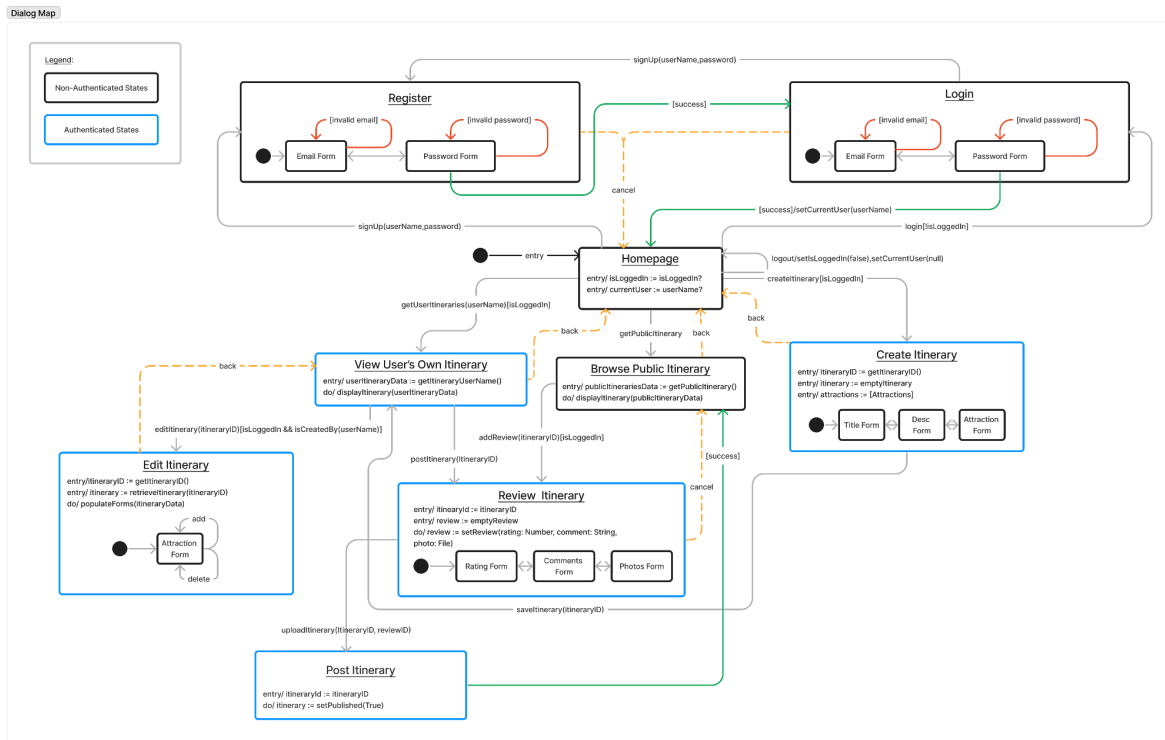 Dialog Map
Legend:
Non-Authenticated States
Authenticated States
signUp(userName,password)
Register
[invalid email]
[invalid password]
Email Form
Password Form
[success]
Login
[invalid email]
[invalid password]
Email Form
Password Form
cancel
[success]/setCurrentUser(userName)
signUp(userName,password)
login[!isLoggedIn]
entry
Homepage
entry/ isLoggedIn := isLoggedIn?
entry/ currentUser := userName?
logout/setIsLoggedIn(false),setCurrentUser(null)
createItinerary[isLoggedIn]
getUserItineraries(userName)[isLoggedIn]
back
getPublicItinerary
back
back
back
View User's Own Itinerary
entry/ userItineraryData := getItineraryUserName()
do/ displayItinerary(userItineraryData)
Browse Public Itinerary
entry/ publicItinerariesData := getPublicItinerary()
do/ displayItinerary(publicItineraryData)
Create Itinerary
entry/ itineraryID := getItineraryID()
entry/ itinerary := emptyItinerary
entry/ attractions := [Attractions]
Title Form
Desc
Form
Attraction
Form
editItinerary(itineraryID)[isLoggedIn && isCreatedBy(userName)]
addReview(itineraryID)[isLoggedIn]
postItinerary(itineraryID)
[success]
cancel
Edit Itinerary
entry/itineraryID := getItineraryID()
entry/ itinerary := retrieveItinerary(itineraryID)
do/ populateForms(itineraryData)
add
Attraction
Form
delete
Review Itinerary
entry/ itinearyId := itineraryID
entry/ review := emptyReview
do/ review := setReview(rating: Number, comment: String,
photo: File)
Rating Form
Comments
Form
Photos Form
saveItinerary(itineraryID)
uploadItinerary(ItineraryID, reviewID)
Post Itinerary
entry/ itineraryId := itineraryID
do/ itinerary := setPublished(True)